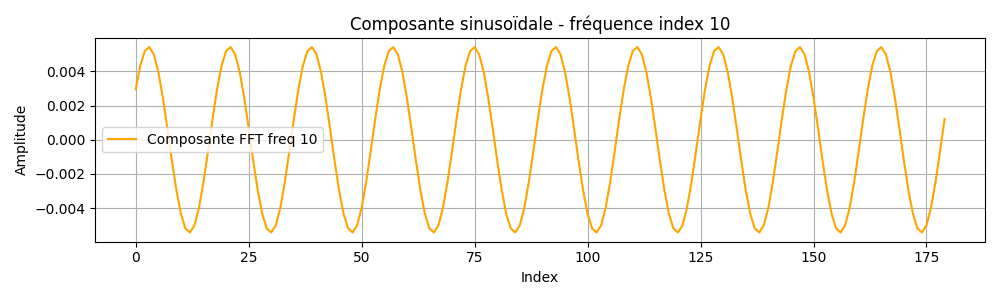 Composante sinusoïdale - fréquence index 10
Amplitude
0.004
0.002
0.000
−0.002
−0.004
Composante FFT freq 10
0 25 50 75 100 125 150 175
Index